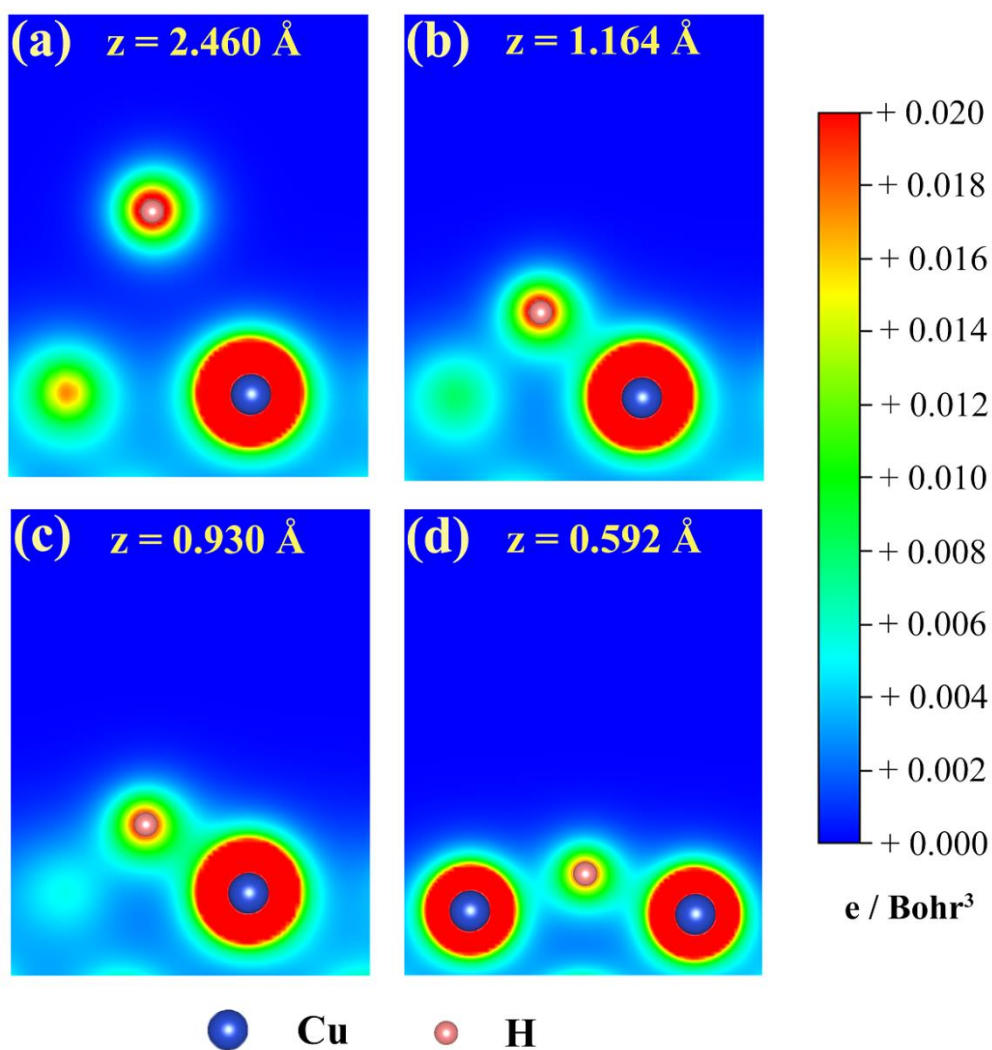 (a) z = 2.460 Å
(b) z = 1.164 Å
+ 0.020
+ 0.018
+ 0.016
+ 0.014
+ 0.012
+ 0.010
+ 0.008
+ 0.006
+ 0.004
+ 0.002
+ 0.000
e / Bohr³
(c) z = 0.930 Å
(d) z = 0.592 Å
Cu H